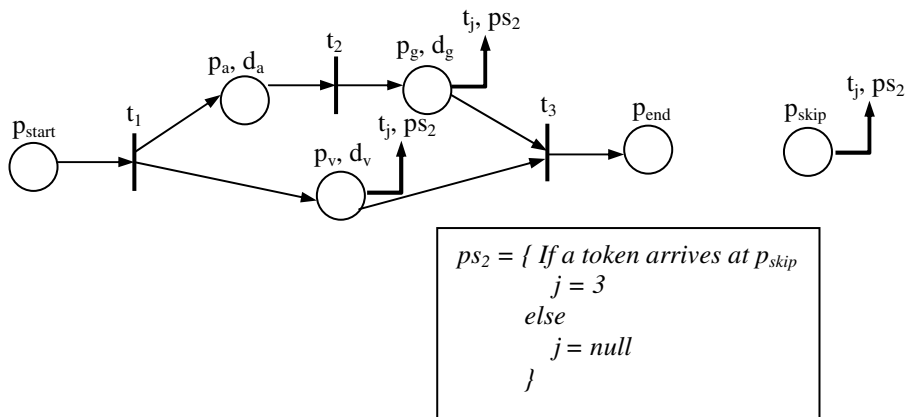 t_j, ps_2
t_2
p_a, d_a
p_g, d_g
t_j, ps_2
t_1
t_j, ps_2
t_3
p_start
p_end
p_skip
p_v, d_v
ps_2 = { If a token arrives at p_skip
j = 3
else
j = null
}